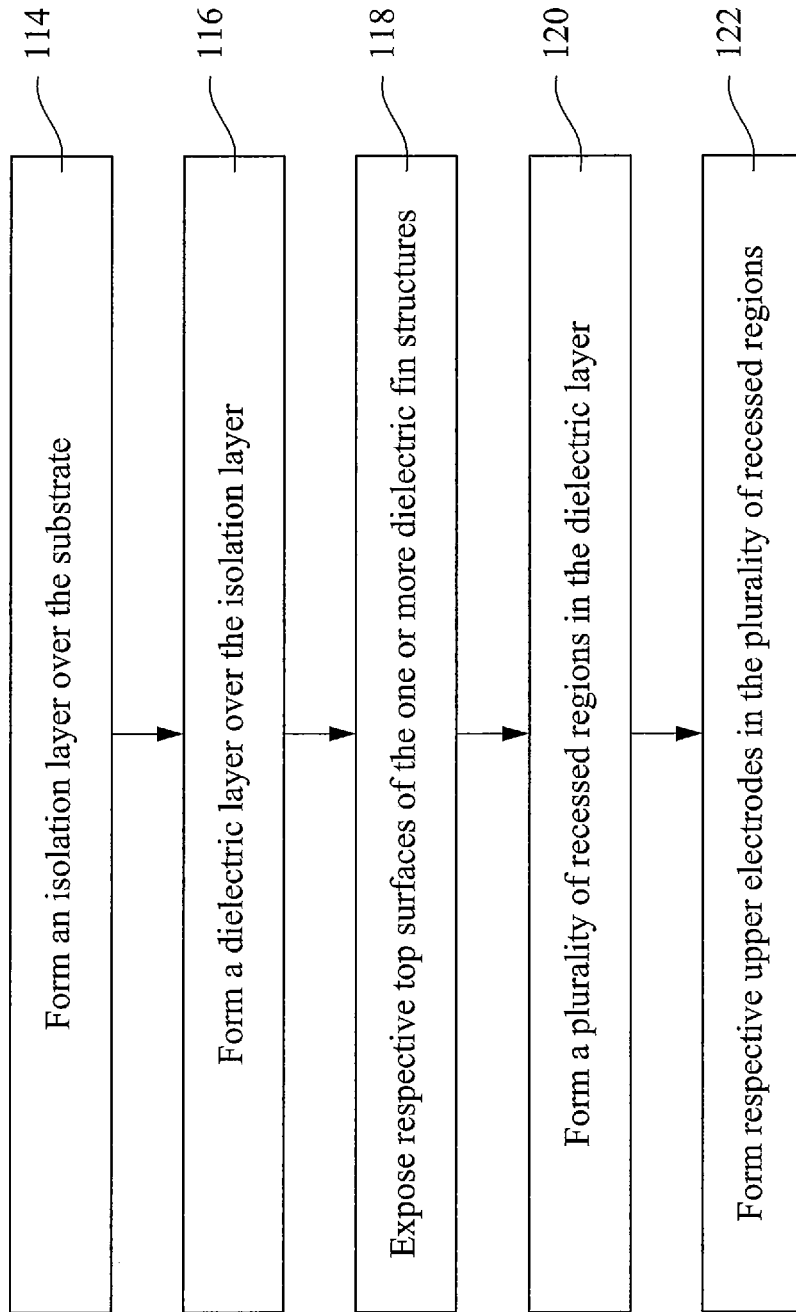 114
Form an isolation layer over the substrate
116
Form a dielectric layer over the isolation layer
118
Expose respective top surfaces of the one or more dielectric fin structures
120
Form a plurality of recessed regions in the dielectric layer
122
Form respective upper electrodes in the plurality of recessed regions